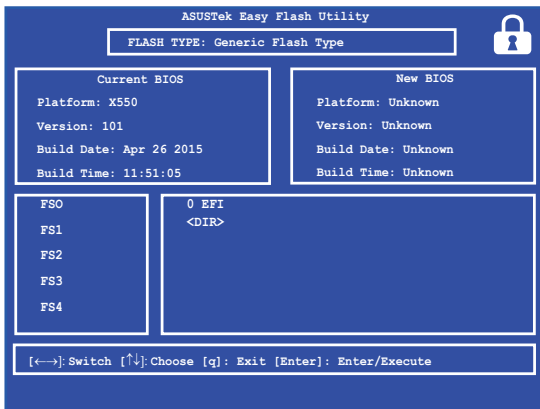 ASUSTek Easy Flash Utility
FLASH TYPE: Generic Flash Type
Current BIOS
Platform: X550
Version: 101
Build Date: Apr 26 2015
Build Time: 11:51:05
New BIOS
Platform: Unknown
Version: Unknown
Build Date: Unknown
Build Time: Unknown
FSO
FS1
FS2
FS3
FS4
0 EFI
<DIR>
[←→]: Switch [↑↓]: Choose [q]: Exit [Enter]: Enter/Execute